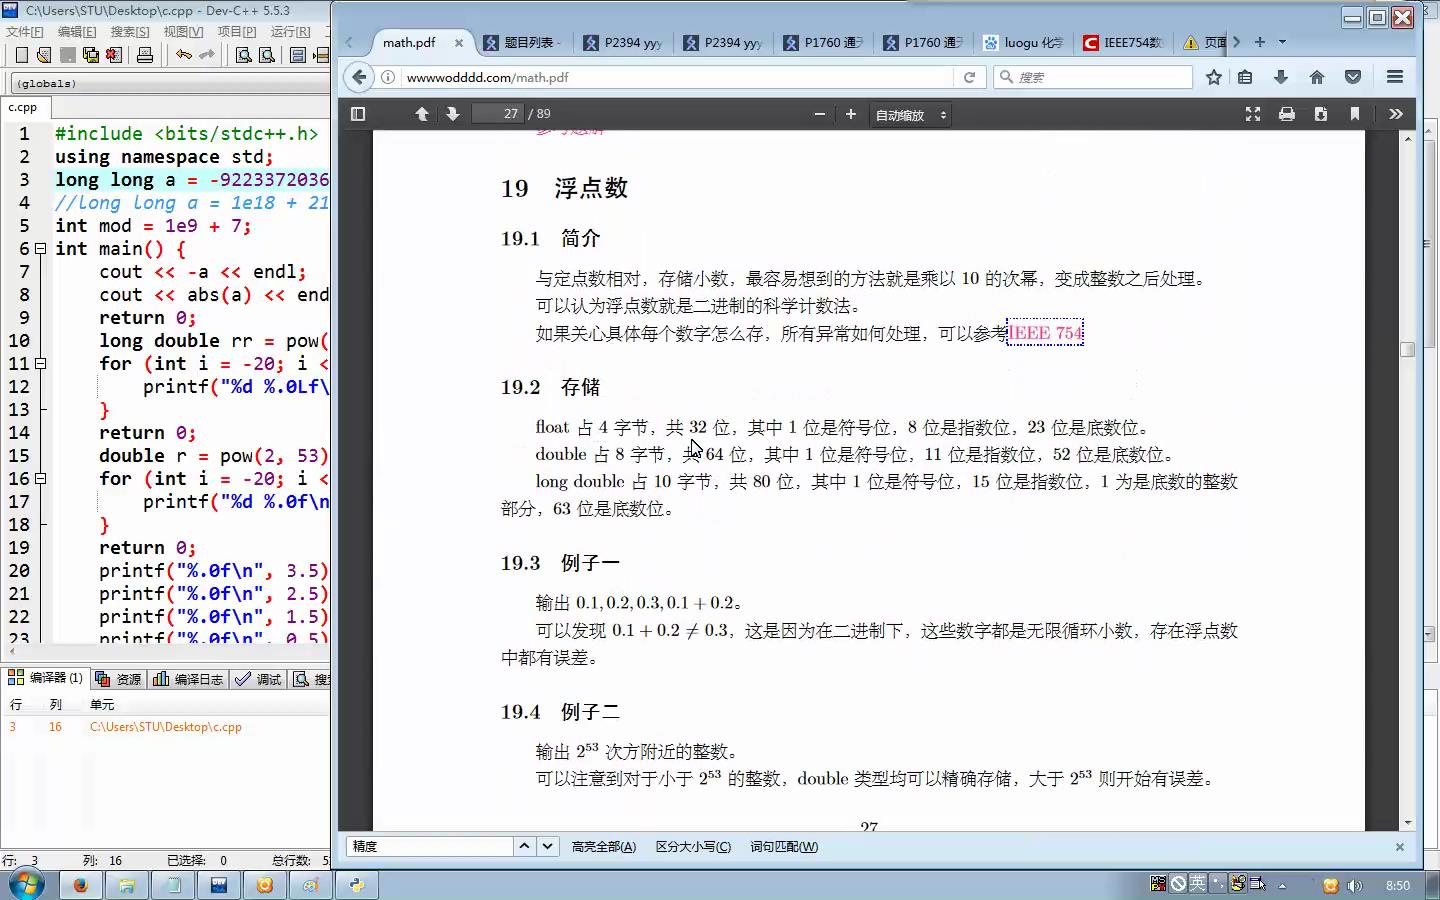 C:\Users\STU\Desktop\c.cpp - Dev-C++ 5.5.3
文件[F] 编辑[E] 搜索[S] 视图[V] 项目[P] 运行[R]
(globals)
c.cpp
1 #include <bits/stdc++.h>
2 using namespace std;
3 long long a = -9223372036
4 //long long a = 1e18 + 21
5 int mod = 1e9 + 7;
6 int main() {
7 cout << -a << endl;
8 cout << abs(a) << end
9 return 0;
10 long double rr = pow(
11 for (int i = -20; i <
12 printf("%d %.0Lf\
13 }
14 return 0;
15 double r = pow(2, 53)
16 for (int i = -20; i <
17 printf("%d %.0f\n
18 }
19 return 0;
20 printf("%.0f\n", 3.5)
21 printf("%.0f\n", 2.5)
22 printf("%.0f\n", 1.5)
23 printf("%.0f\n", 0.5)
编译器 (1) 资源 编译日志 调试 搜
行 列 单元
3 16 C:\Users\STU\Desktop\c.cpp
行: 3 列: 16 已选择: 0 总行数: 5
math.pdf 题目列表 - P2394 yyy P2394 yyy P1760 通天 P1760 通天 luogu 化学 IEEE754数 页面
wwwwodddd.com/math.pdf 搜索
27 / 89 自动缩放
参考题解
19 浮点数
19.1 简介
与定点数相对，存储小数，最容易想到的方法就是乘以 10 的次幂，变成整数之后处理。
可以认为浮点数就是二进制的科学计数法。
如果关心具体每个数字怎么存，所有异常如何处理，可以参考IEEE 754
19.2 存储
float 占 4 字节，共 32 位，其中 1 位是符号位，8 位是指数位，23 位是底数位。
double 占 8 字节，共 64 位，其中 1 位是符号位，11 位是指数位，52 位是底数位。
long double 占 10 字节，共 80 位，其中 1 位是符号位，15 位是指数位，1 为是底数的整数
部分，63 位是底数位。
19.3 例子一
输出 0.1, 0.2, 0.3, 0.1 + 0.2。
可以发现 0.1 + 0.2 ≠ 0.3，这是因为在二进制下，这些数字都是无限循环小数，存在浮点数
中都有误差。
19.4 例子二
输出 2⁵³ 次方附近的整数。
可以注意到对于小于 2⁵³ 的整数，double 类型均可以精确存储，大于 2⁵³ 则开始有误差。
27
精度 高亮全部(A) 区分大小写(C) 词句匹配(W)
英 8:50